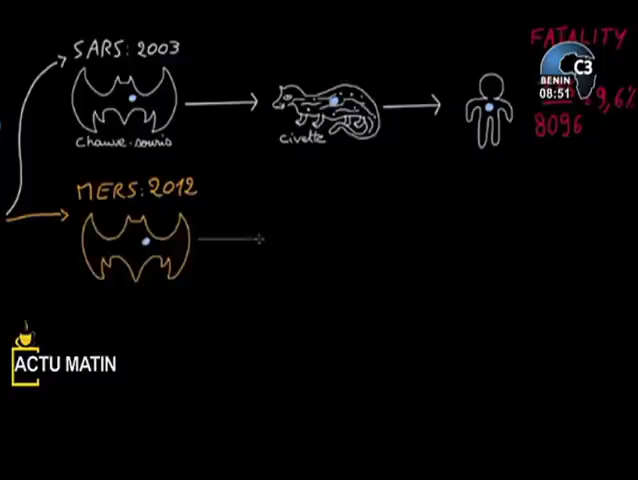 SARS: 2003
FATALITY
C3
BENIN
08:51
9,6%
8096
chauve-souris
civette
MERS: 2012
ACTU MATIN